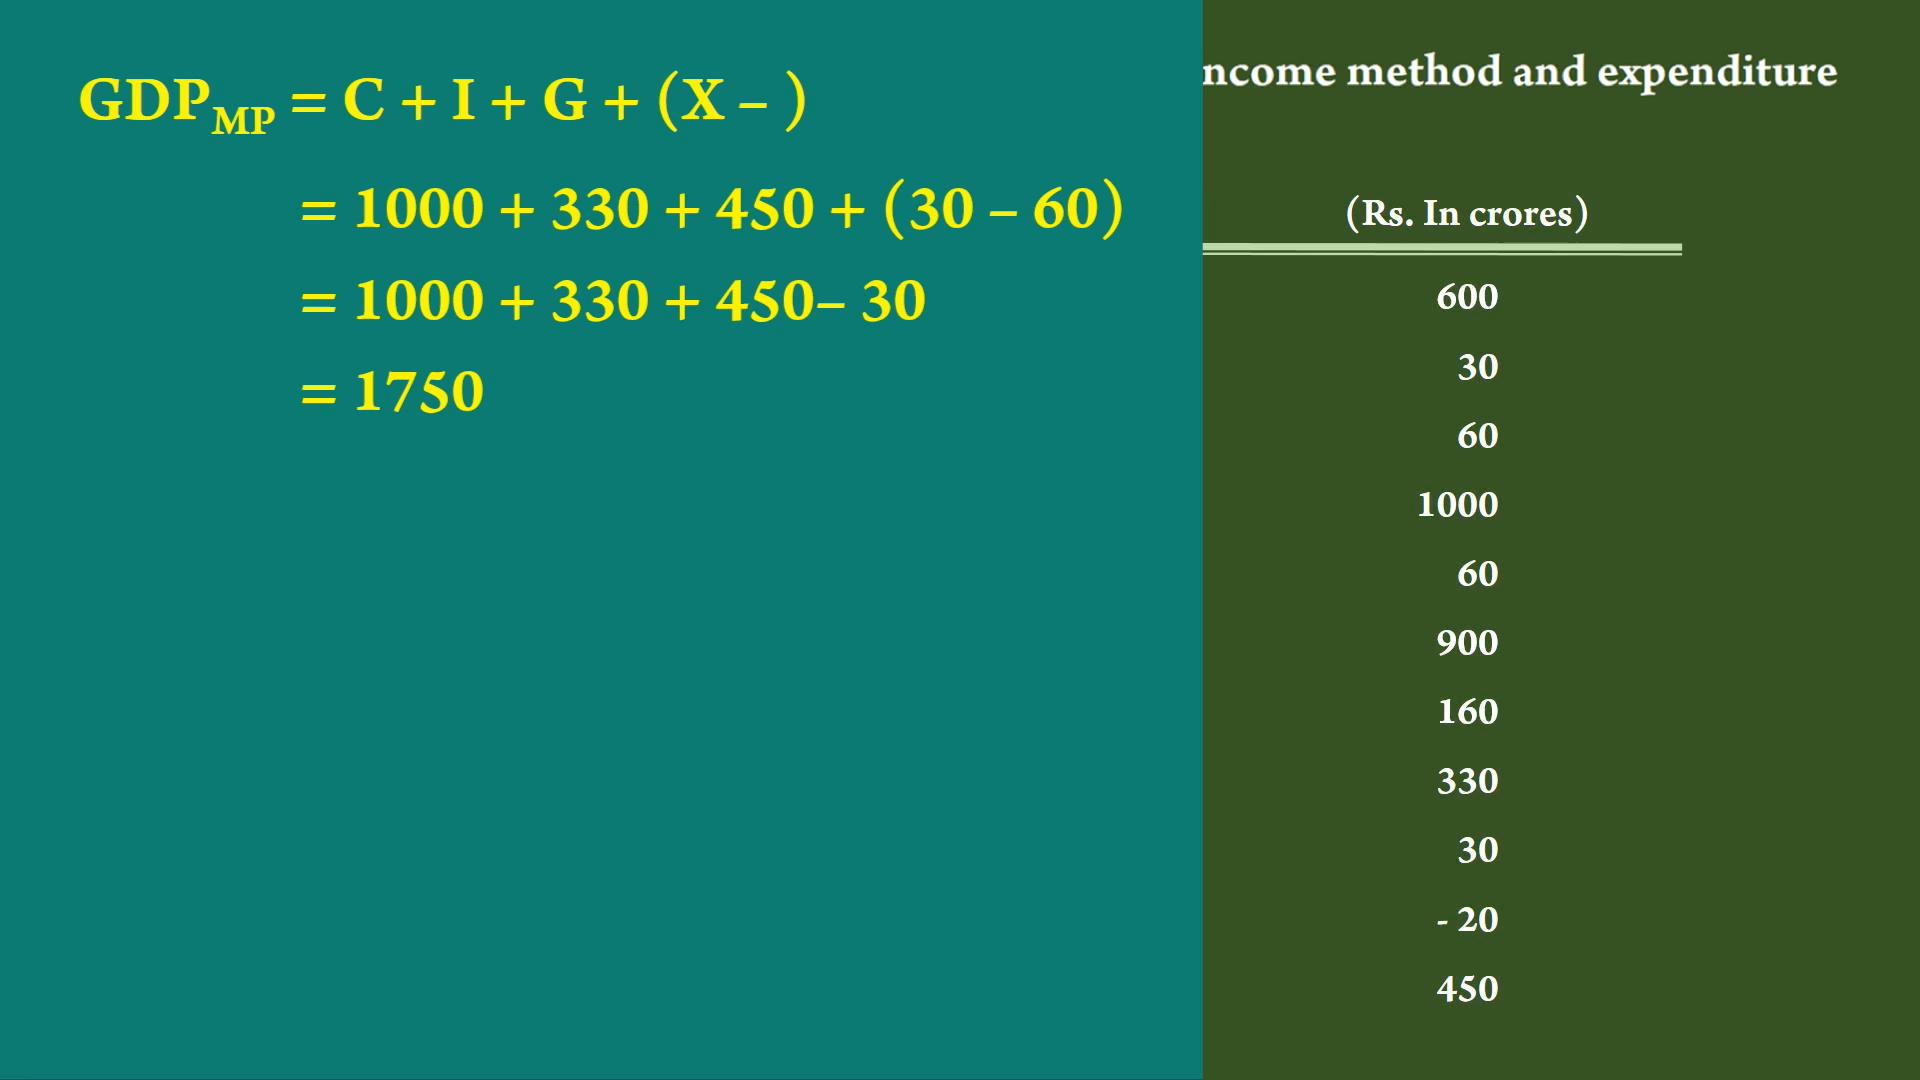 GDPMP = C + I + G + (X – )
= 1000 + 330 + 450 + (30 – 60)
= 1000 + 330 + 450– 30
= 1750
ncome method and expenditure
(Rs. In crores)
600
30
60
1000
60
900
160
330
30
- 20
450